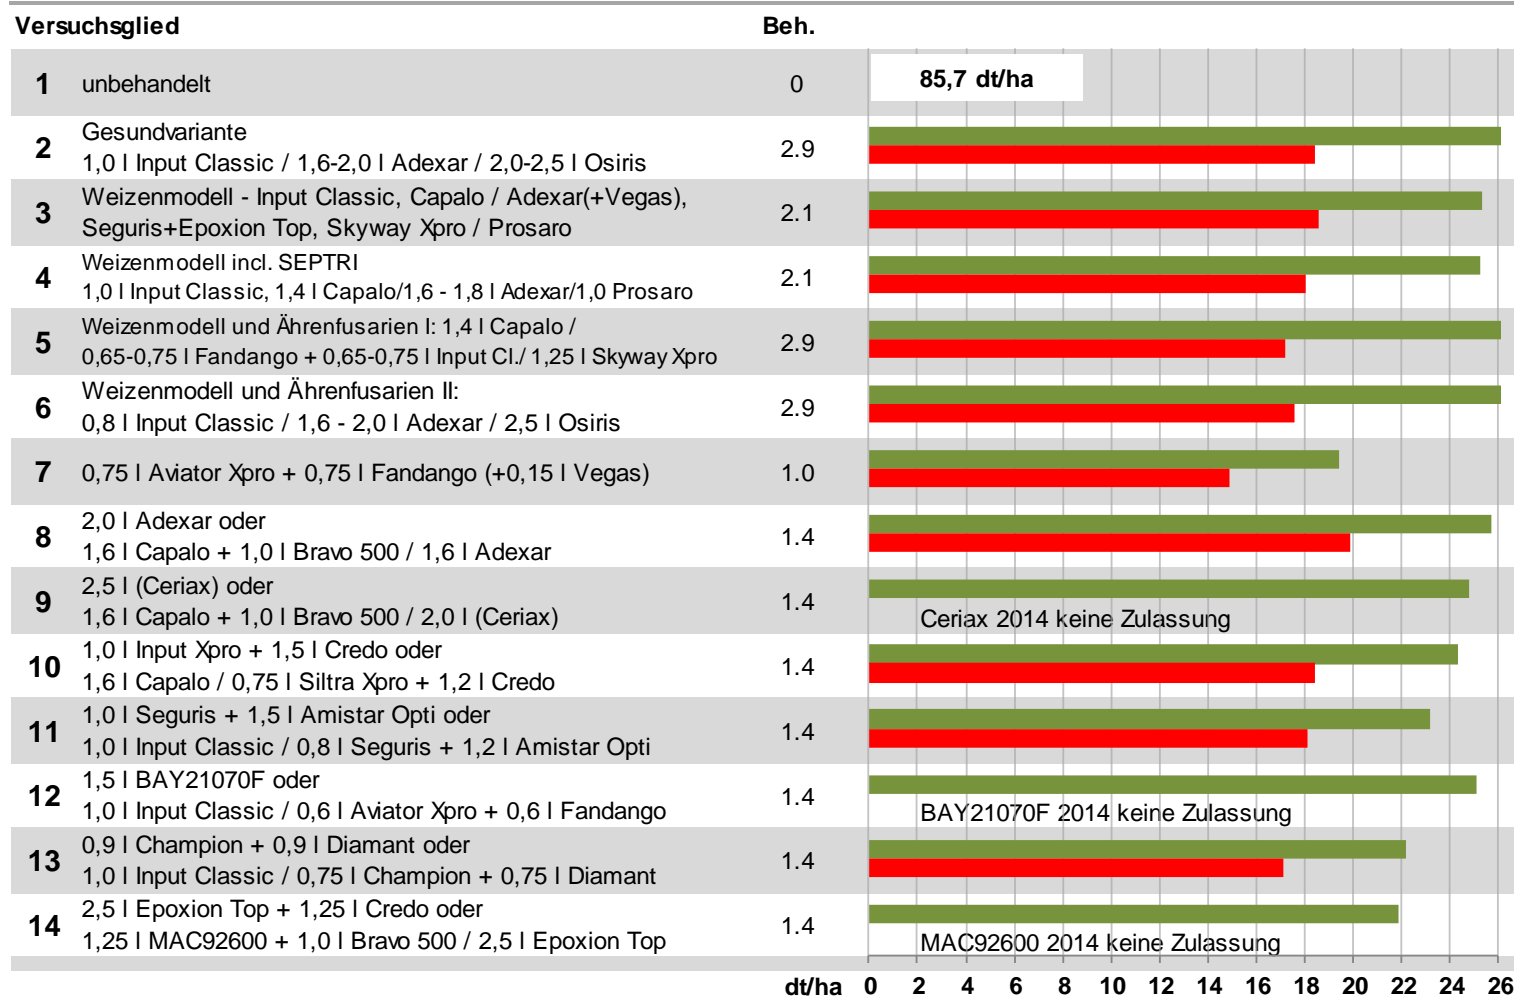 Versuchsglied Beh.
1 unbehandelt 0 85,7 dt/ha
Gesundvariante
2 1,0 l Input Classic / 1,6-2,0 l Adexar / 2,0-2,5 l Osiris 2.9
Weizenmodell - Input Classic, Capalo / Adexar(+Vegas),
3 Seguris+Epoxion Top, Skyway Xpro / Prosaro 2.1
Weizenmodell incl. SEPTRI
4 1,0 l Input Classic, 1,4 l Capalo/1,6 - 1,8 l Adexar/1,0 Prosaro 2.1
Weizenmodell und Ährenfusarien I: 1,4 l Capalo /
5 0,65-0,75 l Fandango + 0,65-0,75 l Input Cl./ 1,25 l Skyway Xpro 2.9
Weizenmodell und Ährenfusarien II:
6 0,8 l Input Classic / 1,6 - 2,0 l Adexar / 2,5 l Osiris 2.9
7 0,75 l Aviator Xpro + 0,75 l Fandango (+0,15 l Vegas) 1.0
2,0 l Adexar oder
8 1,6 l Capalo + 1,0 l Bravo 500 / 1,6 l Adexar 1.4
2,5 l (Ceriax) oder
9 1,6 l Capalo + 1,0 l Bravo 500 / 2,0 l (Ceriax) 1.4 Ceriax 2014 keine Zulassung
1,0 l Input Xpro + 1,5 l Credo oder
10 1,6 l Capalo / 0,75 l Siltra Xpro + 1,2 l Credo 1.4
1,0 l Seguris + 1,5 l Amistar Opti oder
11 1,0 l Input Classic / 0,8 l Seguris + 1,2 l Amistar Opti 1.4
1,5 l BAY21070F oder
12 1,0 l Input Classic / 0,6 l Aviator Xpro + 0,6 l Fandango 1.4 BAY21070F 2014 keine Zulassung
0,9 l Champion + 0,9 l Diamant oder
13 1,0 l Input Classic / 0,75 l Champion + 0,75 l Diamant 1.4
2,5 l Epoxion Top + 1,25 l Credo oder
14 1,25 l MAC92600 + 1,0 l Bravo 500 / 2,5 l Epoxion Top 1.4 MAC92600 2014 keine Zulassung
dt/ha 0 2 4 6 8 10 12 14 16 18 20 22 24 26